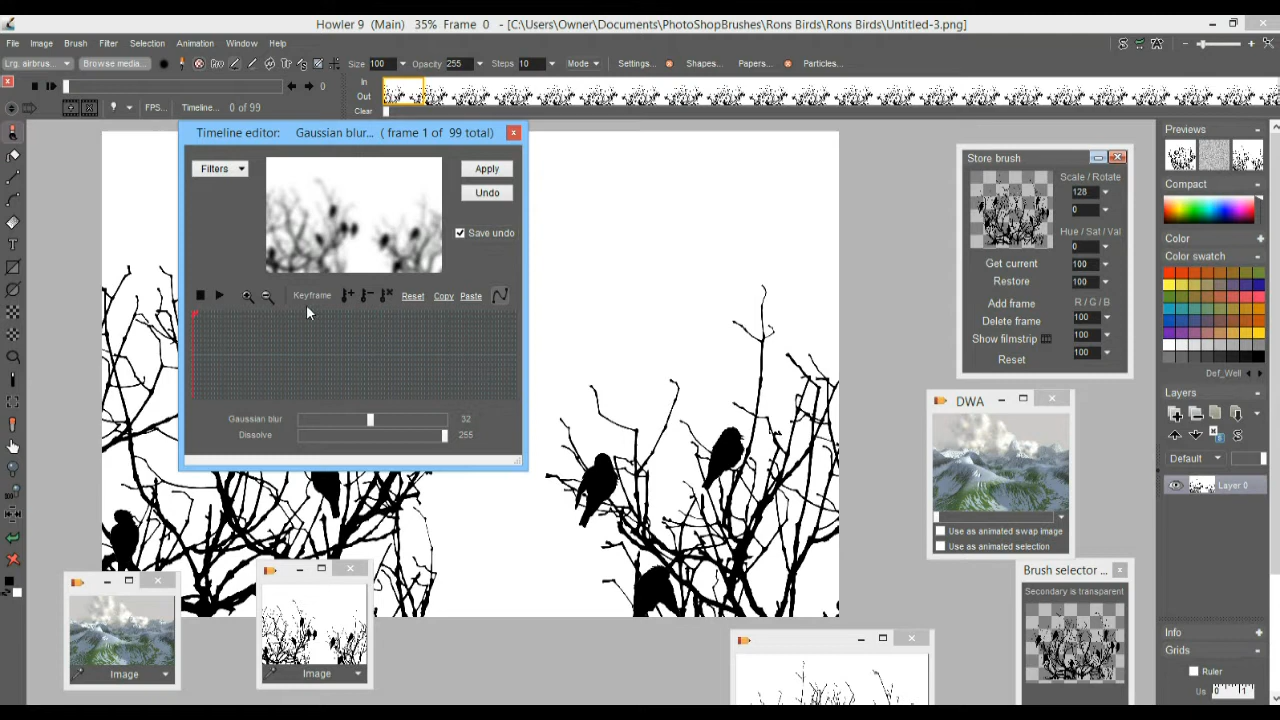 Howler 9 (Main) 35% Frame 0 - [C:\Users\Owner\Documents\PhotoShopBrushes\Rons Birds\Rons Birds\Untitled-3.png]
File Image Brush Filter Selection Animation Window Help
Lrg. airbrus... Browse media... Size 100 Opacity 255 Steps 10 Mode Settings... Shapes... Papers... Particles...
0
In
Out
Clear
FPS... Timeline... 0 of 99
Timeline editor: Gaussian blur... ( frame 1 of 99 total)
Filters
Apply
Undo
Save undo
Keyframe Reset Copy Paste
Gaussian blur 32
Dissolve 255
Store brush
Scale / Rotate
128
0
Hue / Sat / Val
0
Get current 100
Restore 100
Add frame R / G / B
Delete frame 100
Show filmstrip 100
Reset 100
DWA
Use as animated swap image
Use as animated selection
Brush selector ...
Secondary is transparent
Image
Image
Previews
Compact
Color
Color swatch
Def_Well
Layers
Default
Layer 0
Info
Grids
Ruler
Us 0 1